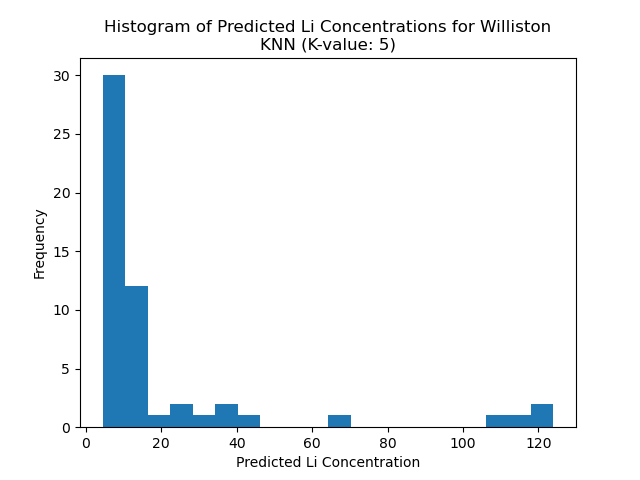 Histogram of Predicted Li Concentrations for Williston
KNN (K-value: 5)
30
25
20
15
10
5
0
Frequency
0 20 40 60 80 100 120
Predicted Li Concentration